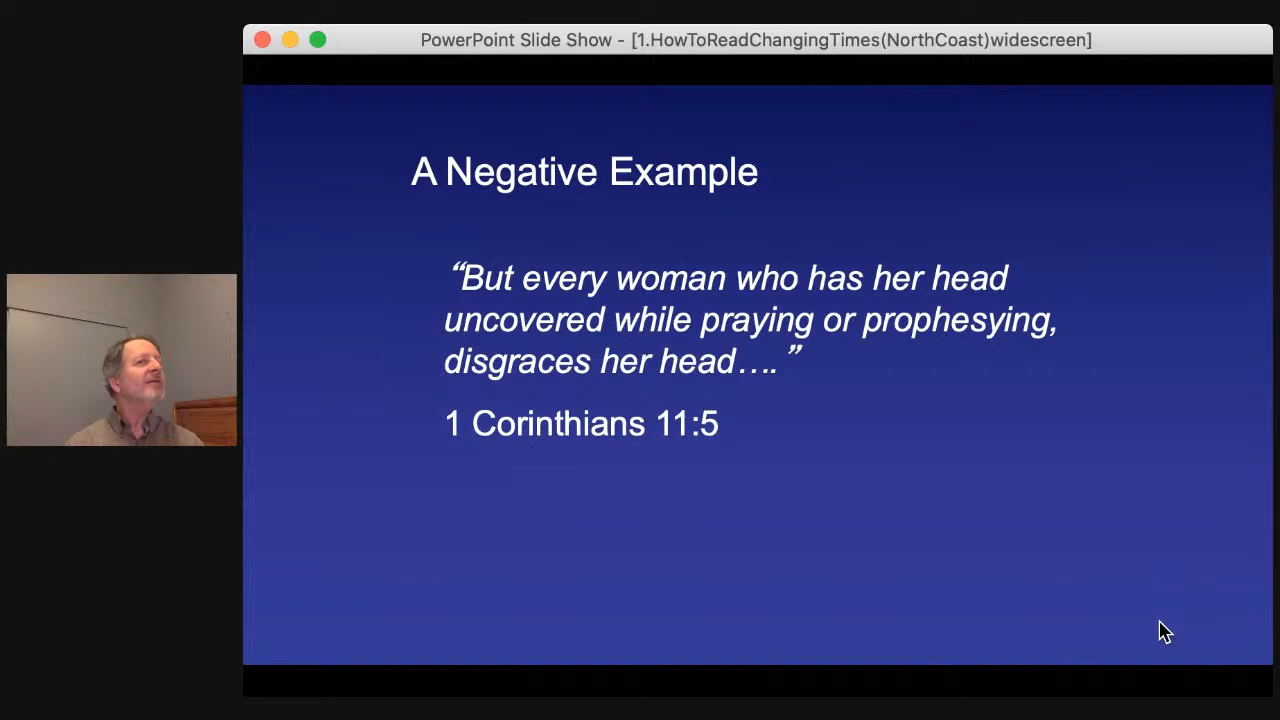 PowerPoint Slide Show - [1.HowToReadChangingTimes(NorthCoast)widescreen]
A Negative Example
“But every woman who has her head
uncovered while praying or prophesying,
disgraces her head….”
1 Corinthians 11:5